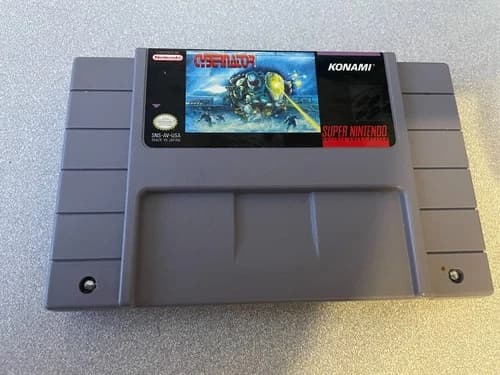 Nintendo
CYBERNATOR
KONAMI
SNS-AV-USA
MADE IN JAPAN
SUPER NINTENDO